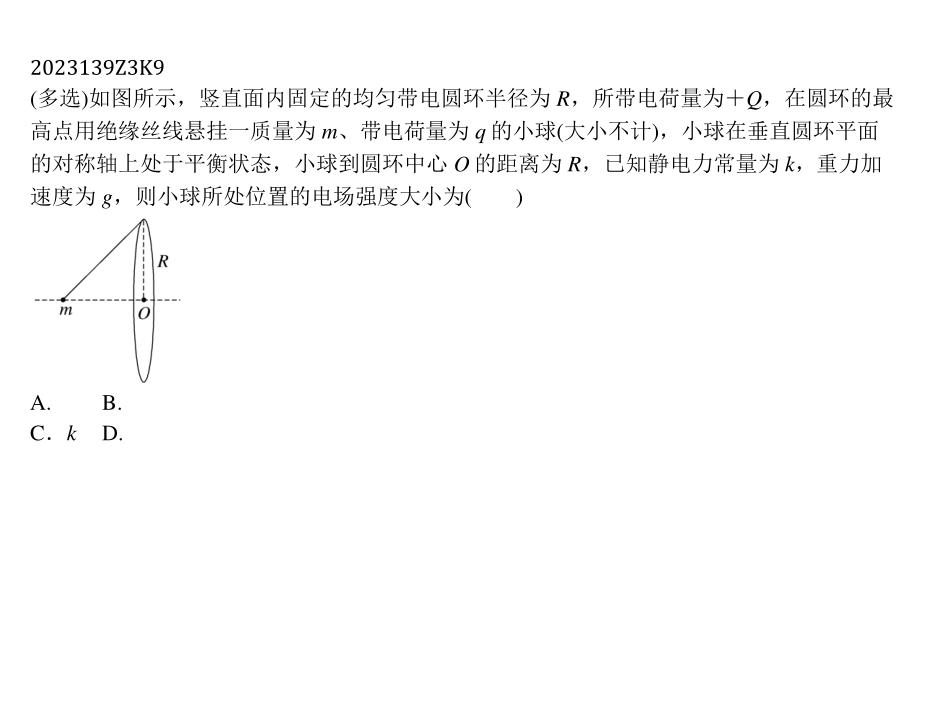 2023139Z3K9
(多选)如图所示，竖直面内固定的均匀带电圆环半径为 R，所带电荷量为＋Q，在圆环的最
高点用绝缘丝线悬挂一质量为 m、带电荷量为 q 的小球(大小不计)，小球在垂直圆环平面
的对称轴上处于平衡状态，小球到圆环中心 O 的距离为 R，已知静电力常量为 k，重力加
速度为 g，则小球所处位置的电场强度大小为(　　)
R
m
O
A. B.
C．k D.